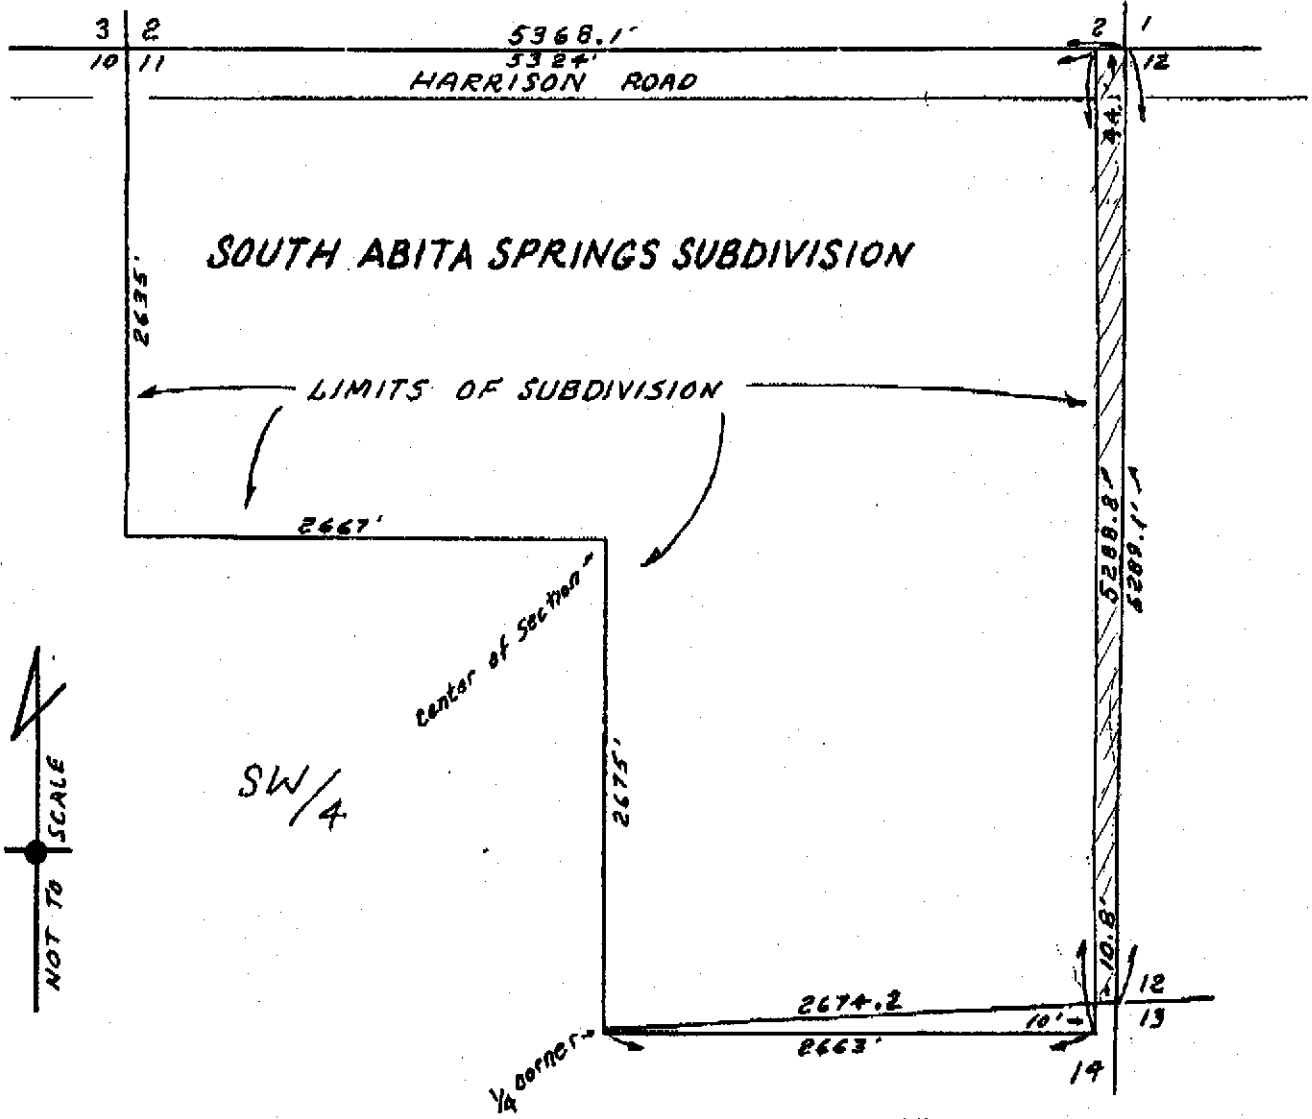 3 2
5368.1'
2 1
10 11
5324'
12
HARRISON ROAD
44.1
SOUTH ABITA SPRINGS SUBDIVISION
2635'
LIMITS OF SUBDIVISION
2667'
5288.8'
5289.1'
center of section
SW/4
2675'
NOT TO SCALE
10.8'
2674.2
12
10'
13
2663'
1/4 corner
14